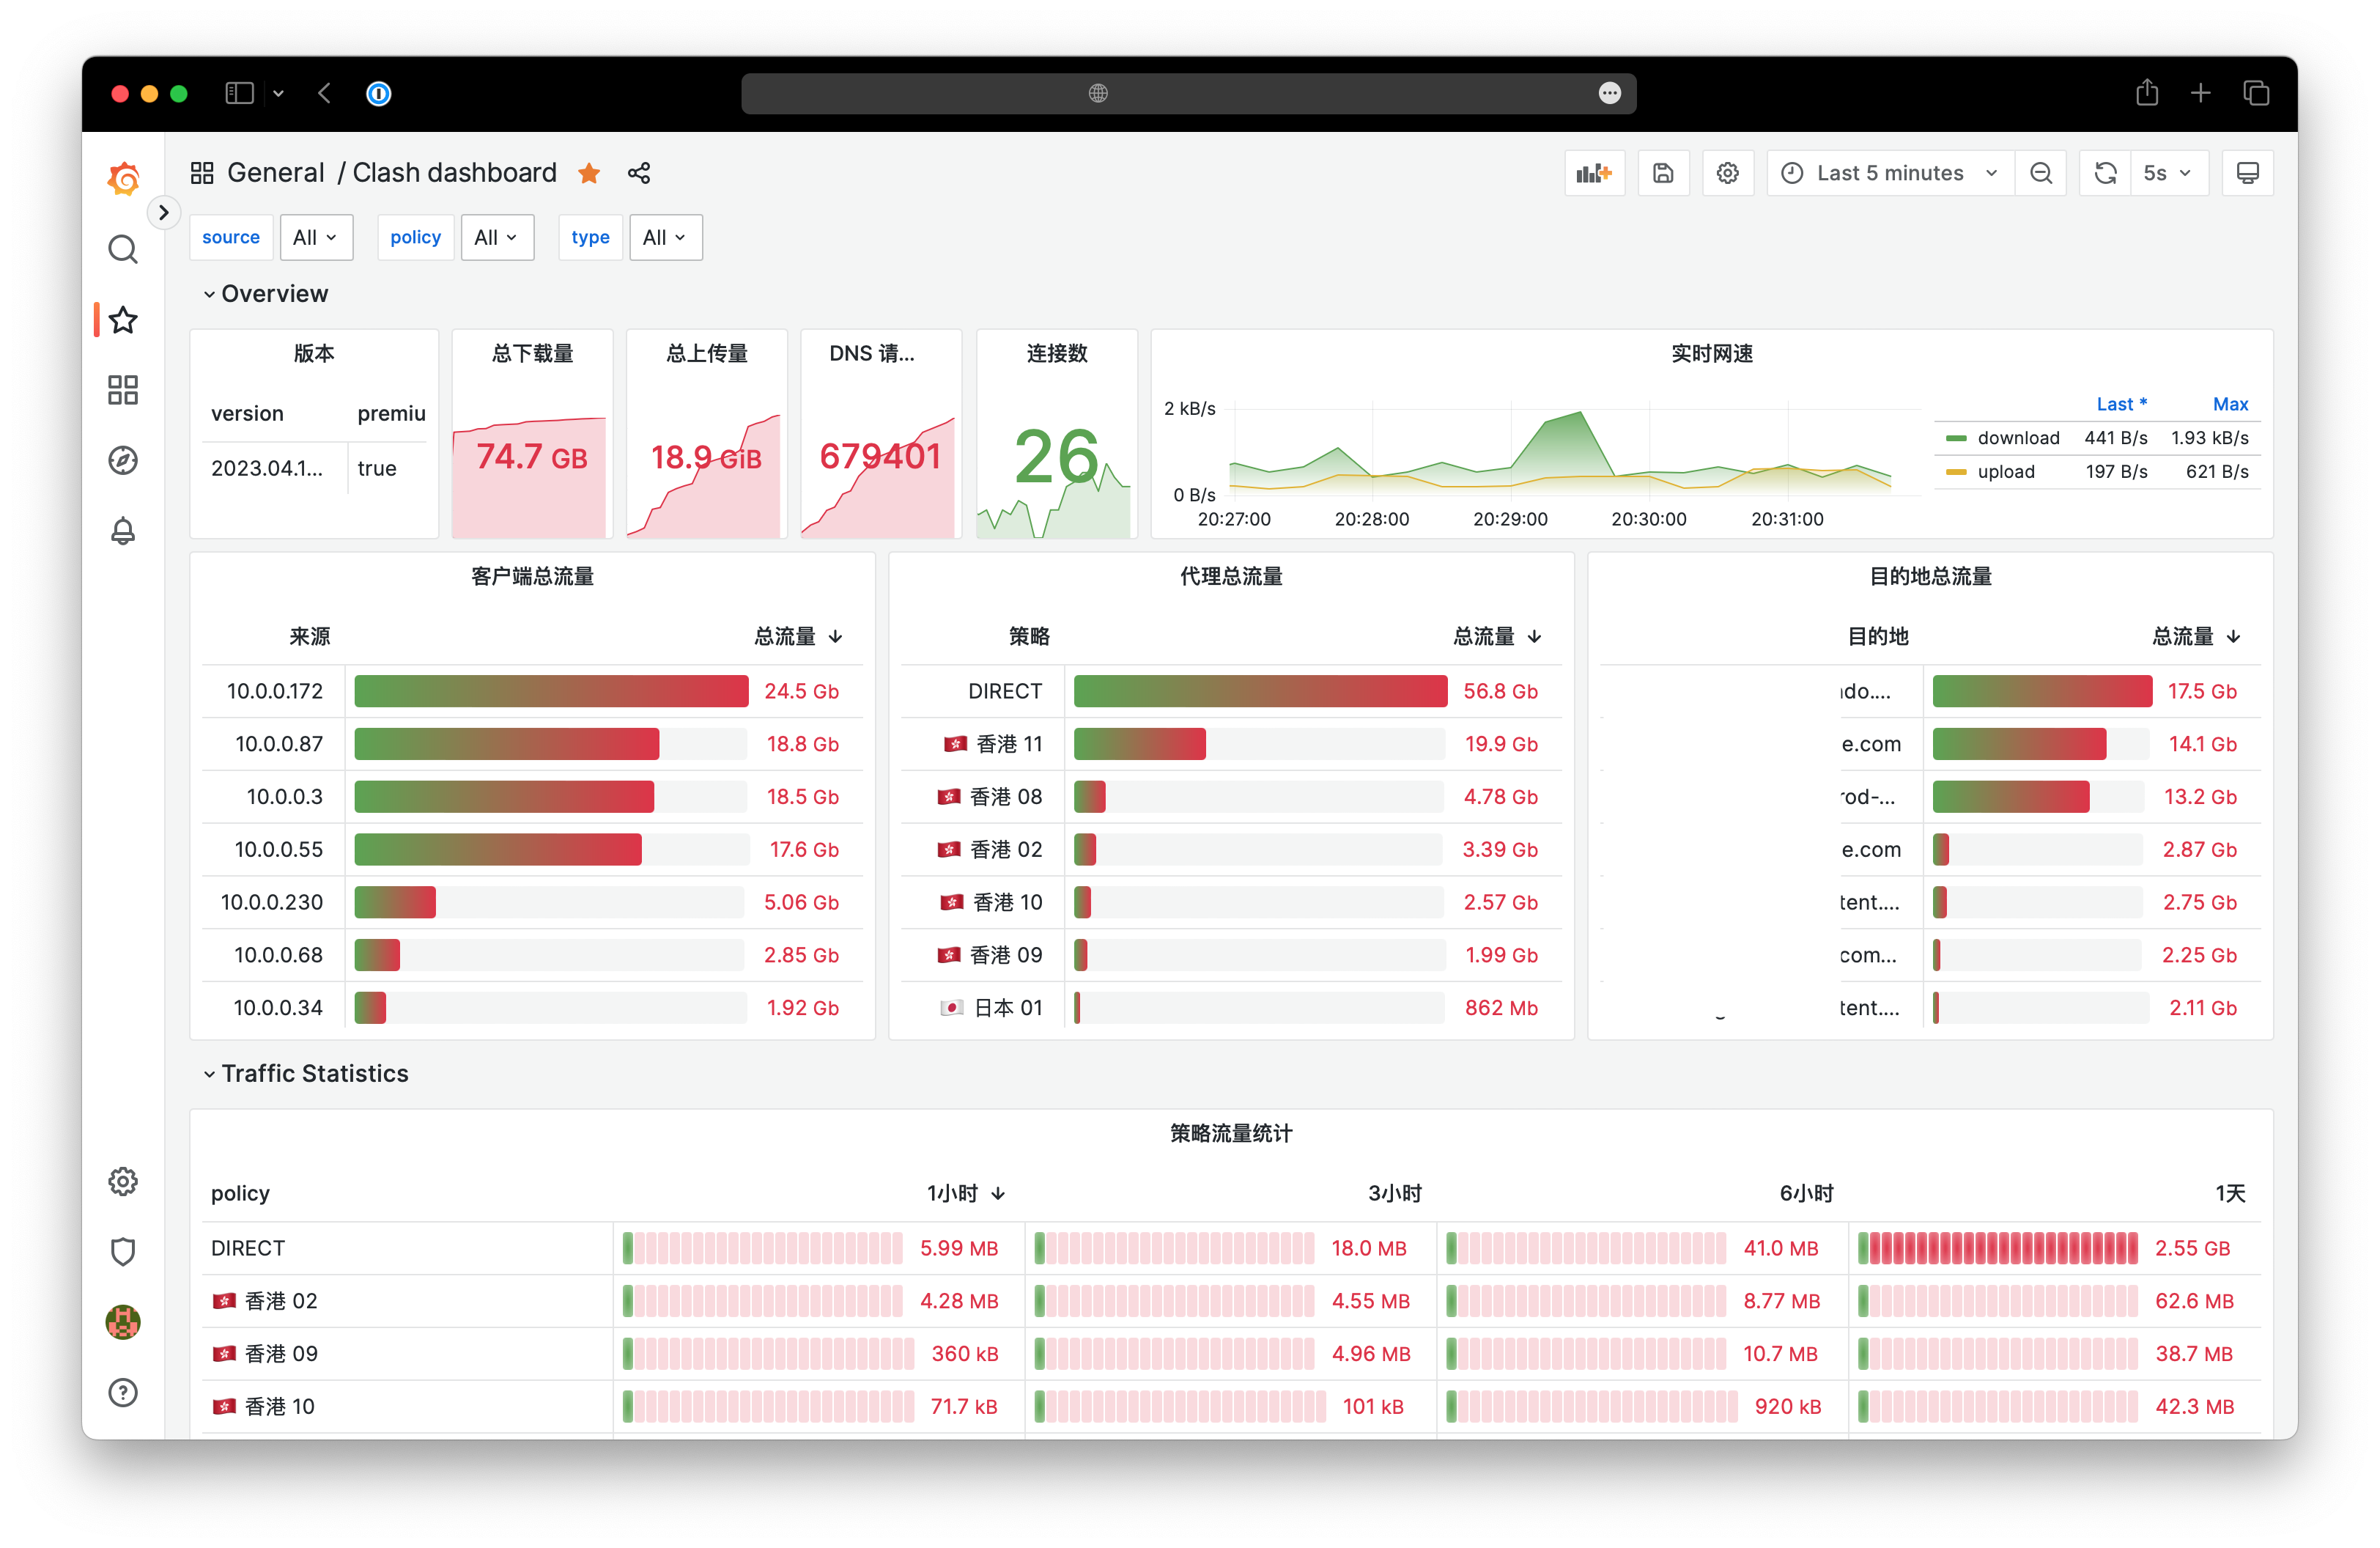 General / Clash dashboard
Last 5 minutes
5s
source All policy All type All
Overview
版本
version premiu
2023.04.1... true
总下载量
74.7 GB
总上传量
18.9 GiB
DNS 请...
679401
连接数
26
实时网速
2 kB/s
0 B/s
20:27:00 20:28:00 20:29:00 20:30:00 20:31:00
Last * Max
download 441 B/s 1.93 kB/s
upload 197 B/s 621 B/s
客户端总流量
来源 总流量
10.0.0.172 24.5 Gb
10.0.0.87 18.8 Gb
10.0.0.3 18.5 Gb
10.0.0.55 17.6 Gb
10.0.0.230 5.06 Gb
10.0.0.68 2.85 Gb
10.0.0.34 1.92 Gb
代理总流量
策略 总流量
DIRECT 56.8 Gb
🇭🇰 香港 11 19.9 Gb
🇭🇰 香港 08 4.78 Gb
🇭🇰 香港 02 3.39 Gb
🇭🇰 香港 10 2.57 Gb
🇭🇰 香港 09 1.99 Gb
🇯🇵 日本 01 862 Mb
目的地总流量
目的地 总流量
do.... 17.5 Gb
e.com 14.1 Gb
rod-... 13.2 Gb
e.com 2.87 Gb
tent.... 2.75 Gb
com... 2.25 Gb
tent.... 2.11 Gb
Traffic Statistics
策略流量统计
policy 1小时 3小时 6小时 1天
DIRECT 5.99 MB 18.0 MB 41.0 MB 2.55 GB
🇭🇰 香港 02 4.28 MB 4.55 MB 8.77 MB 62.6 MB
🇭🇰 香港 09 360 kB 4.96 MB 10.7 MB 38.7 MB
🇭🇰 香港 10 71.7 kB 101 kB 920 kB 42.3 MB